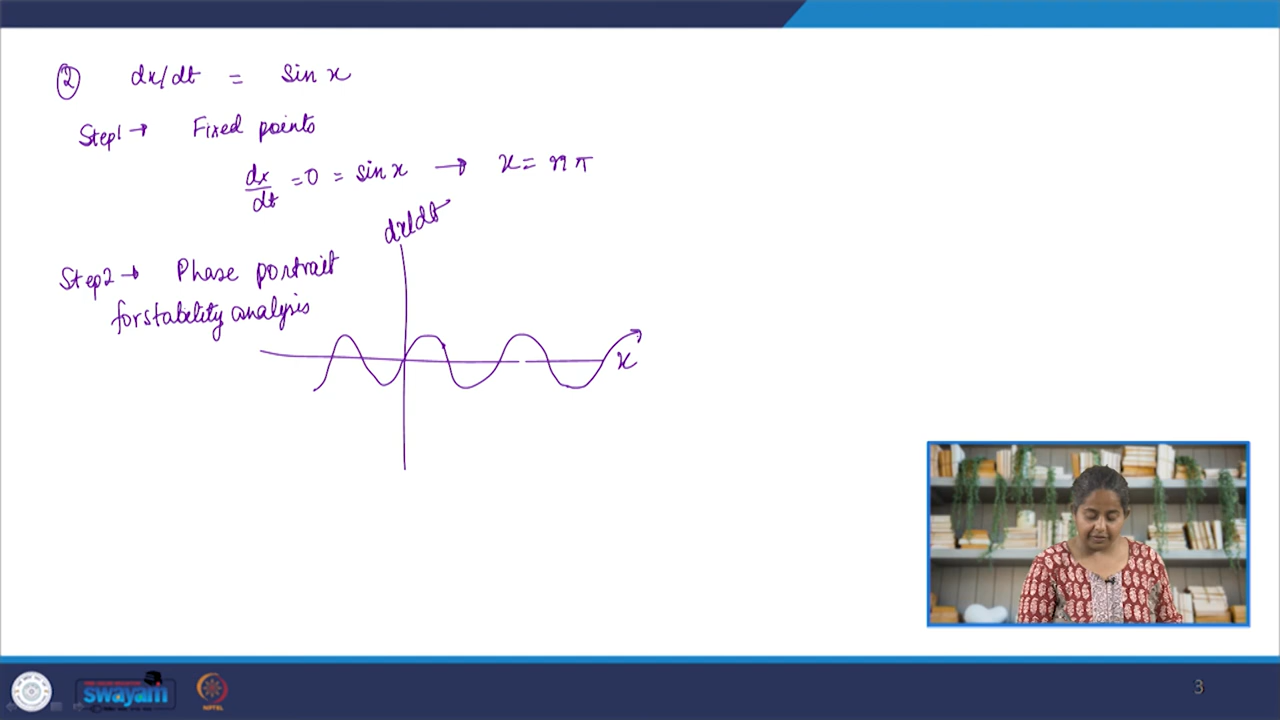 ② dx/dt = sin x
Step1 → Fixed points
dx/dt = 0 = sin x → x = nπ
dx/dt
Step2 → Phase portrait
for stability analysis
x
swayam
NPTEL
3